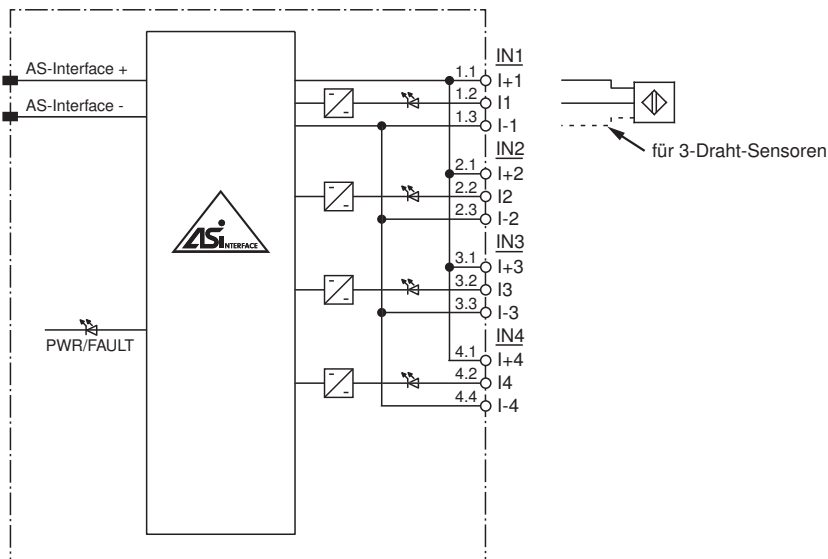 AS-Interface +
AS-Interface -
ASi INTERFACE
PWR/FAULT
IN1
1.1 I+1
1.2 I1
1.3 I-1
IN2
2.1 I+2
2.2 I2
2.3 I-2
IN3
3.1 I+3
3.2 I3
3.3 I-3
IN4
4.1 I+4
4.2 I4
4.4 I-4
für 3-Draht-Sensoren